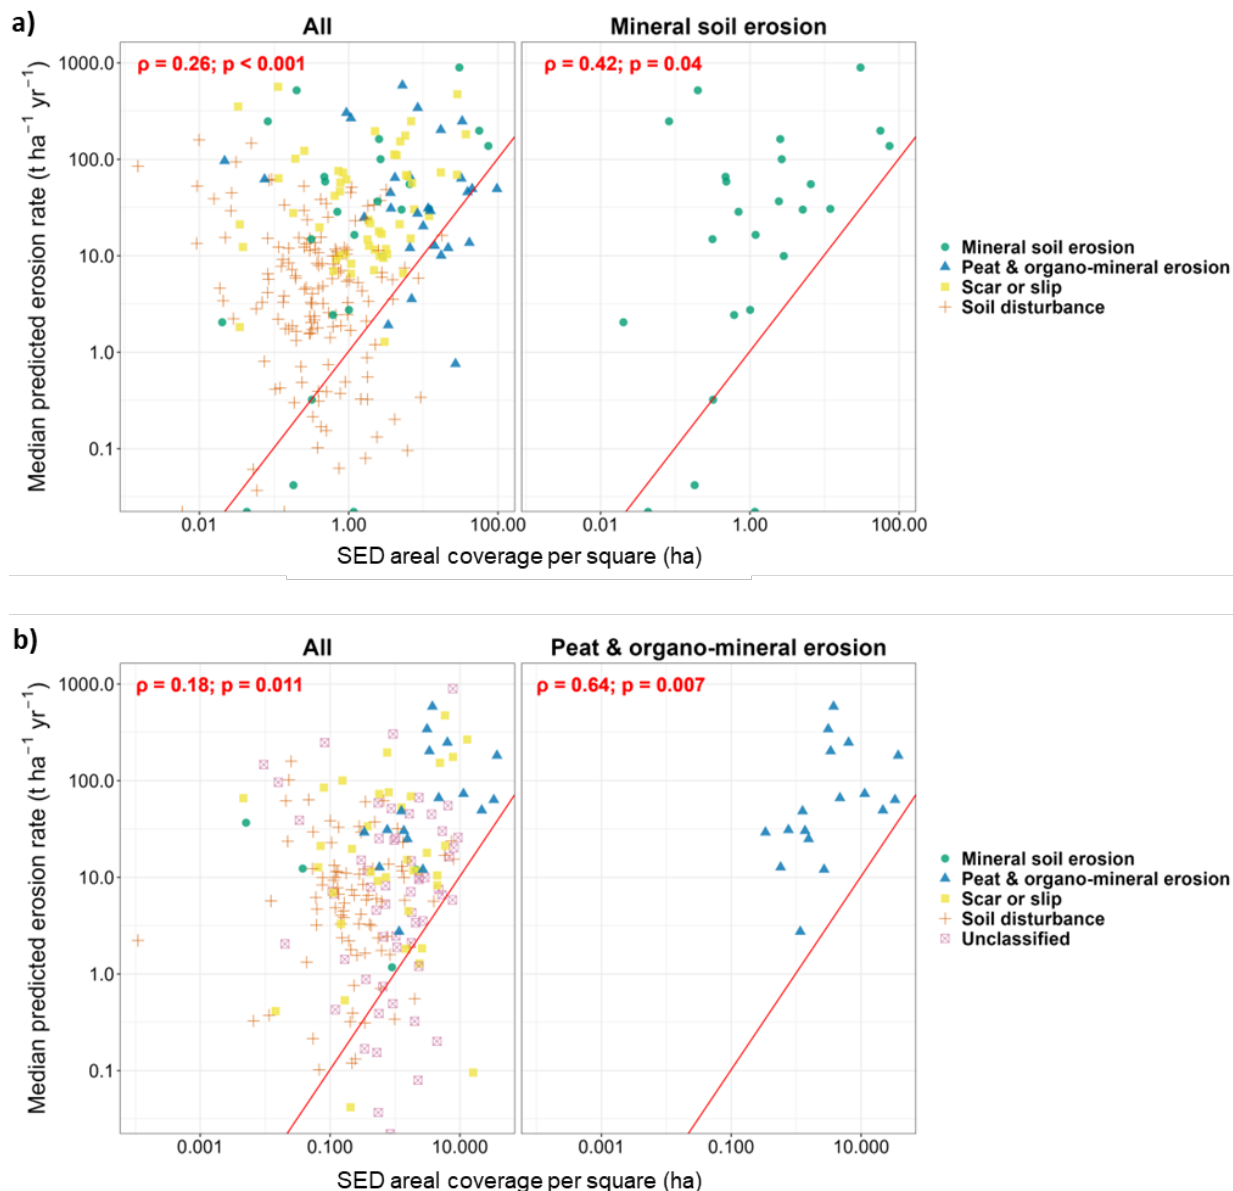 a)
All
Mineral soil erosion
ρ = 0.26; p < 0.001
ρ = 0.42; p = 0.04
Median predicted erosion rate (t ha⁻¹ yr⁻¹)
1000.0
100.0
10.0
1.0
0.1
0.01 1.00 100.00
0.01 1.00 100.00
SED areal coverage per square (ha)
Mineral soil erosion
Peat & organo-mineral erosion
Scar or slip
Soil disturbance
b)
All
Peat & organo-mineral erosion
ρ = 0.18; p = 0.011
ρ = 0.64; p = 0.007
Median predicted erosion rate (t ha⁻¹ yr⁻¹)
1000.0
100.0
10.0
1.0
0.1
0.001 0.100 10.000
0.001 0.100 10.000
SED areal coverage per square (ha)
Mineral soil erosion
Peat & organo-mineral erosion
Scar or slip
Soil disturbance
Unclassified